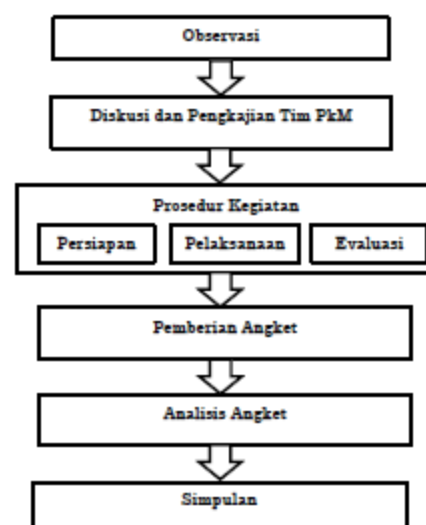 Observasi
Diskusi dan Pengkajian Tim PkM
Prosedur Kegiatan
Persiapan
Pelaksanaan
Evaluasi
Pemberian Angket
Analisis Angket
Simpulan